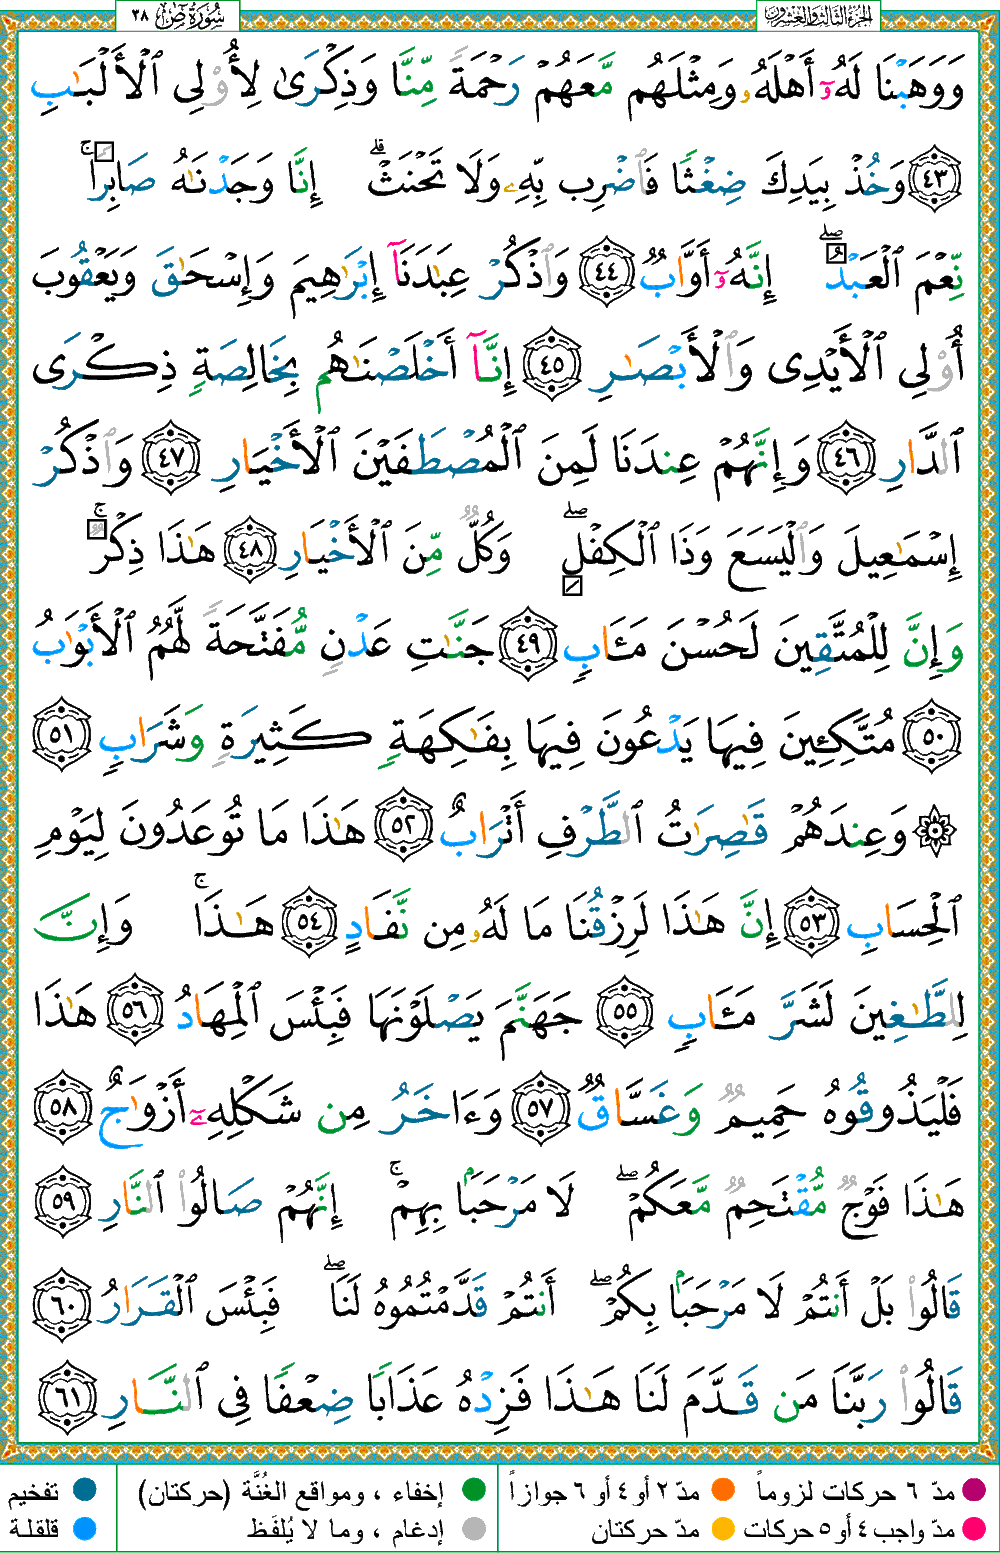 الجزء الثالث والعشرون
سُورَةُ صٓ ٣٨
وَوَهَبْنَا لَهُۥٓ أَهْلَهُۥ وَمِثْلَهُم مَّعَهُمْ رَحْمَةً مِّنَّا وَذِكْرَىٰ لِأُو۟لِى ٱلْأَلْبَـٰبِ
٤٣ وَخُذْ بِيَدِكَ ضِغْثًا فَٱضْرِب بِّهِۦ وَلَا تَحْنَثْ ۗ إِنَّا وَجَدْنَـٰهُ صَابِرًا ۚ
نِّعْمَ ٱلْعَبْدُ ۖ إِنَّهُۥٓ أَوَّابٌ ٤٤ وَٱذْكُرْ عِبَـٰدَنَآ إِبْرَٰهِيمَ وَإِسْحَـٰقَ وَيَعْقُوبَ
أُو۟لِى ٱلْأَيْدِى وَٱلْأَبْصَـٰرِ ٤٥ إِنَّآ أَخْلَصْنَـٰهُم بِخَالِصَةٍ ذِكْرَى
ٱلدَّارِ ٤٦ وَإِنَّهُمْ عِندَنَا لَمِنَ ٱلْمُصْطَفَيْنَ ٱلْأَخْيَارِ ٤٧ وَٱذْكُرْ
إِسْمَـٰعِيلَ وَٱلْيَسَعَ وَذَا ٱلْكِفْلِ ۖ وَكُلٌّ مِّنَ ٱلْأَخْيَارِ ٤٨ هَـٰذَا ذِكْرٌ ۚ
وَإِنَّ لِلْمُتَّقِينَ لَحُسْنَ مَـَٔابٍ ٤٩ جَنَّـٰتِ عَدْنٍ مُّفَتَّحَةً لَّهُمُ ٱلْأَبْوَٰبُ
٥٠ مُتَّكِـِٔينَ فِيهَا يَدْعُونَ فِيهَا بِفَـٰكِهَةٍ كَثِيرَةٍ وَشَرَابٍ ٥١
۞ وَعِندَهُمْ قَـٰصِرَٰتُ ٱلطَّرْفِ أَتْرَابٌ ٥٢ هَـٰذَا مَا تُوعَدُونَ لِيَوْمِ
ٱلْحِسَابِ ٥٣ إِنَّ هَـٰذَا لَرِزْقُنَا مَا لَهُۥ مِن نَّفَادٍ ٥٤ هَـٰذَا ۚ وَإِنَّ
لِلطَّـٰغِينَ لَشَرَّ مَـَٔابٍ ٥٥ جَهَنَّمَ يَصْلَوْنَهَا فَبِئْسَ ٱلْمِهَادُ ٥٦ هَـٰذَا
فَلْيَذُوقُوهُ حَمِيمٌ وَغَسَّاقٌ ٥٧ وَءَاخَرُ مِن شَكْلِهِۦٓ أَزْوَٰجٌ ٥٨
هَـٰذَا فَوْجٌ مُّقْتَحِمٌ مَّعَكُمْ ۖ لَا مَرْحَبًۢا بِهِمْ ۚ إِنَّهُمْ صَالُوا۟ ٱلنَّارِ ٥٩
قَالُوا۟ بَلْ أَنتُمْ لَا مَرْحَبًۢا بِكُمْ ۖ أَنتُمْ قَدَّمْتُمُوهُ لَنَا ۖ فَبِئْسَ ٱلْقَرَارُ ٦٠
قَالُوا۟ رَبَّنَا مَن قَدَّمَ لَنَا هَـٰذَا فَزِدْهُ عَذَابًا ضِعْفًا فِى ٱلنَّارِ ٦١
مدّ ٦ حركات لزوماً مدّ ٢ أو ٤ أو ٦ جوازاً إخفاء ، ومواقع الغُنَّة (حركتان) تفخيم
مدّ واجب ٤ أو ٥ حركات مدّ حركتان إدغام ، وما لا يُلفَظ قلقلة